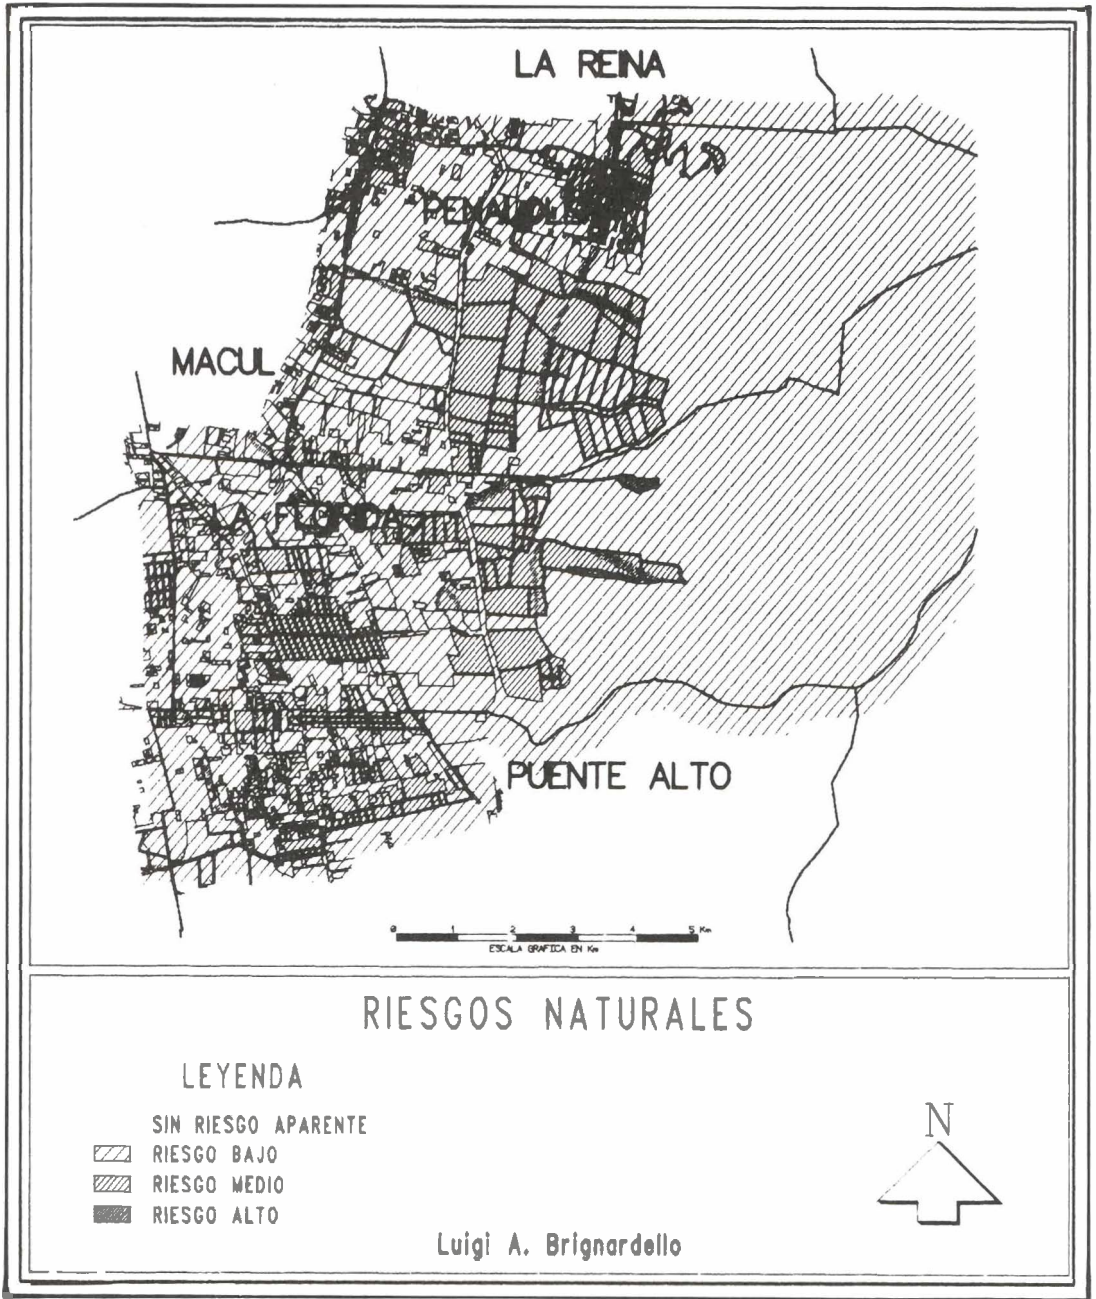 LA REINA
PEÑALOLEN
MACUL
LA FLORIDA
PUENTE ALTO
0 1 2 3 4 5 Km
ESCALA GRAFICA EN Km
RIESGOS NATURALES
LEYENDA
SIN RIESGO APARENTE
RIESGO BAJO
RIESGO MEDIO
RIESGO ALTO
N
Luigi A. Brignardello